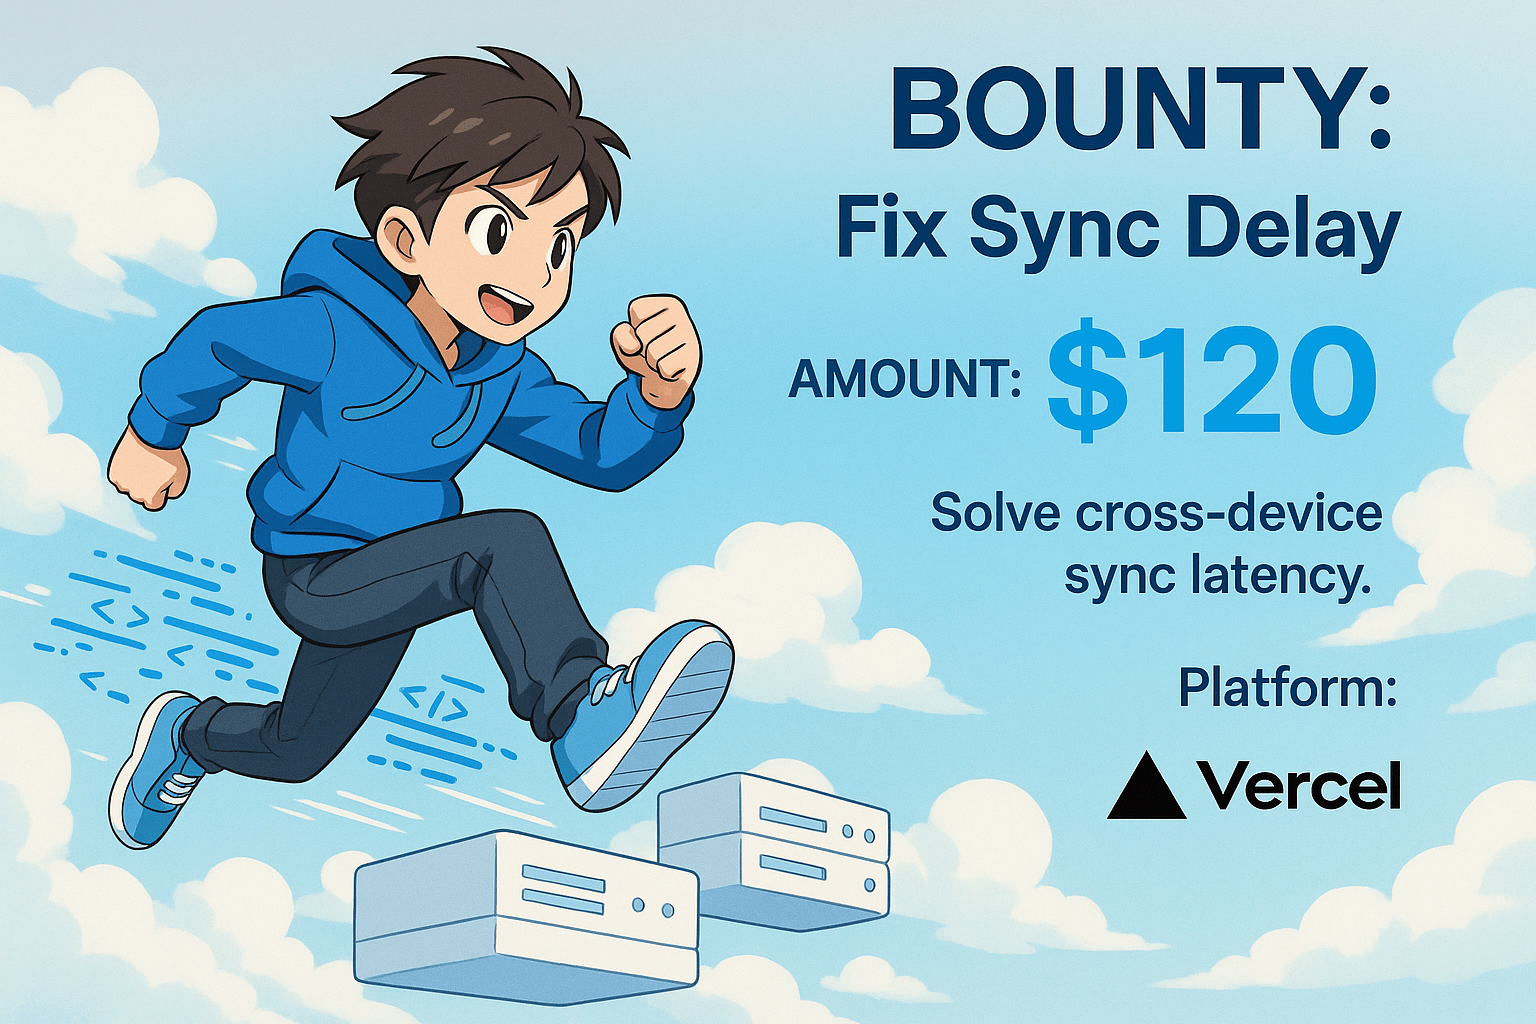 BOUNTY:
Fix Sync Delay
AMOUNT: $120
Solve cross-device
sync latency.
Platform:
Vercel